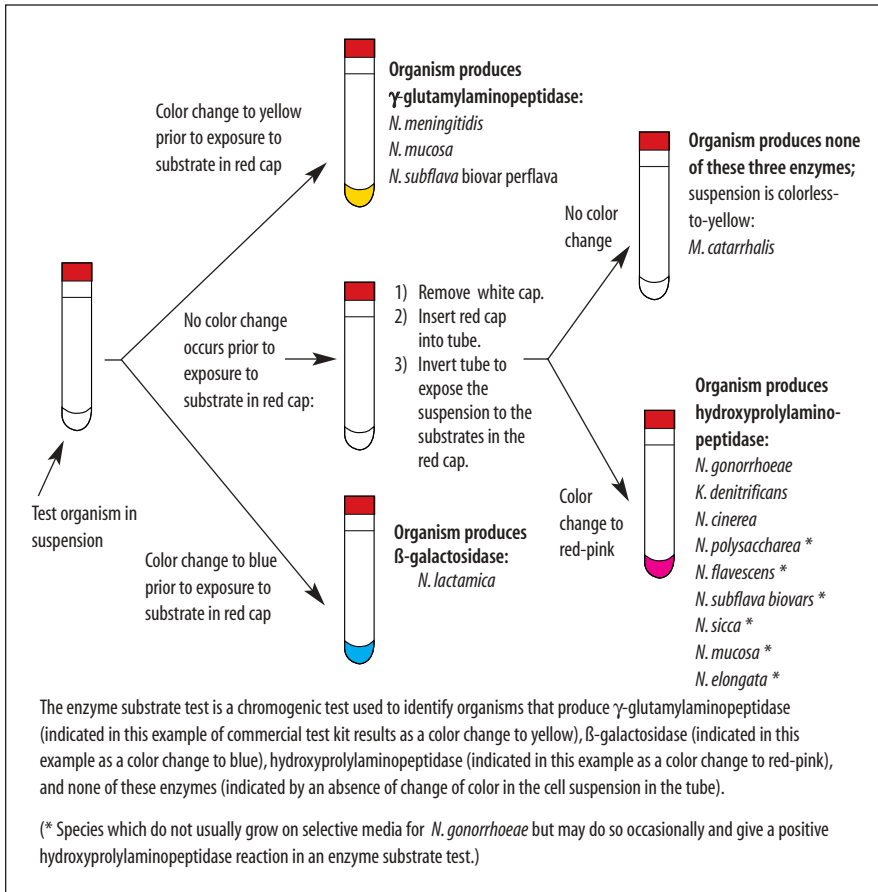 Color change to yellow
prior to exposure to
substrate in red cap
Organism produces
γ-glutamylaminopeptidase:
N. meningitidis
N. mucosa
N. subflava biovar perflava
Test organism in
suspension
No color change
occurs prior to
exposure to
substrate in red cap:
1) Remove white cap.
2) Insert red cap
into tube.
3) Invert tube to
expose the
suspension to the
substrates in the
red cap.
No color
change
Organism produces none
of these three enzymes;
suspension is colorless-
to-yellow:
M. catarrhalis
Color
change to
red-pink
Organism produces
hydroxyprolylamino-
peptidase:
N. gonorrhoeae
K. denitrificans
N. cinerea
N. polysaccharea *
N. flavescens *
N. subflava biovars *
N. sicca *
N. mucosa *
N. elongata *
Color change to blue
prior to exposure to
substrate in red cap
Organism produces
ß-galactosidase:
N. lactamica
The enzyme substrate test is a chromogenic test used to identify organisms that produce γ-glutamylaminopeptidase
(indicated in this example of commercial test kit results as a color change to yellow), ß-galactosidase (indicated in this
example as a color change to blue), hydroxyprolylaminopeptidase (indicated in this example as a color change to red-pink),
and none of these enzymes (indicated by an absence of change of color in the cell suspension in the tube).
(* Species which do not usually grow on selective media for N. gonorrhoeae but may do so occasionally and give a positive
hydroxyprolylaminopeptidase reaction in an enzyme substrate test.)